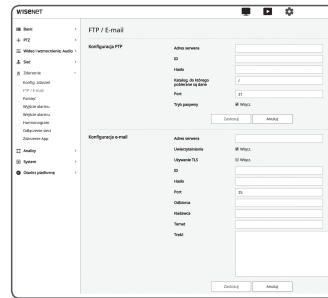 WISENET
Basic
PTZ
Video i wzmocnienie; Audio
Sieć
Zdarzenie
Konfig. zdarzeń
FTP / E-mail
Pamięć
Wejście alarmu
Wyjście alarmu
Harmonogram
Odłączenie sieci
Zdarzenie App
Analizy
System
Otwórz platformę
FTP / E-mail
Konfiguracja FTP
Adres serwera
ID
Hasło
Katalog, do którego pobierane są dane
/
Port
21
Tryb pasywny
Włącz.
Zastosuj
Anuluj
Konfiguracja e-mail
Adres serwera
Uwierzytelnianie
Włącz.
Używanie TLS
Włącz.
ID
Hasło
Port
25
Odbiorca
Nadawca
Temat
Treść
Zastosuj
Anuluj